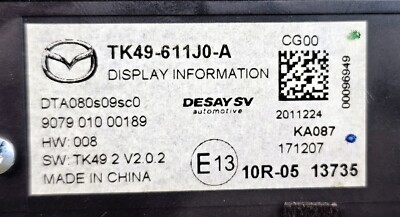 TK49-611J0-A
DISPLAY INFORMATION
CG00
00096949
DTA080s09sc0
9079 010 00189
HW: 008
SW: TK49 2 V2.0.2
MADE IN CHINA
DESAY SV
automotive
E13
2011224
KA087
171207
10R-05 13735